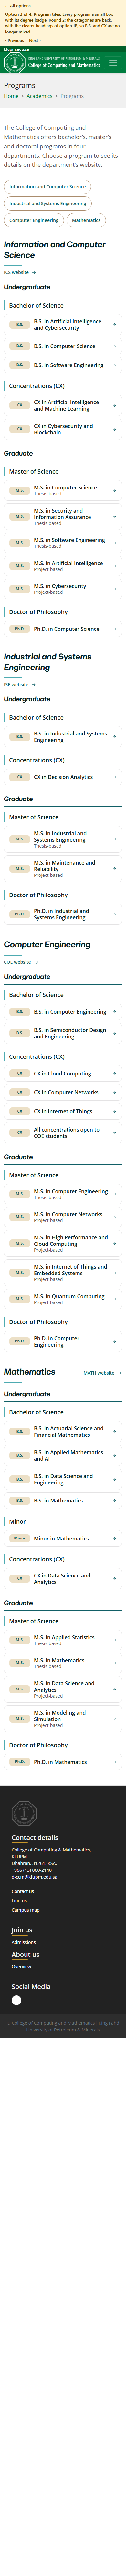 ← All options
Option 3 of 4: Program tiles. Every program a small box
with its degree badge. Round 2: the categories are back,
with the clearer headings of option 1B, so B.S. and CX are no
longer mixed.
‹ Previous Next ›
kfupm.edu.sa
KING FAHD UNIVERSITY OF PETROLEUM & MINERALS
College of Computing and Mathematics
Programs
Home > Academics > Programs
The College of Computing and
Mathematics offers bachelor's, master's
and doctoral programs in four
departments. Choose a program to see its
details on the department's website.
Information and Computer Science
Industrial and Systems Engineering
Computer Engineering
Mathematics
Information and Computer
Science
ICS website →
Undergraduate
Bachelor of Science
B.S. B.S. in Artificial Intelligence
and Cybersecurity →
B.S. B.S. in Computer Science →
B.S. B.S. in Software Engineering →
Concentrations (CX)
CX CX in Artificial Intelligence
and Machine Learning →
CX CX in Cybersecurity and
Blockchain →
Graduate
Master of Science
M.S. M.S. in Computer Science →
Thesis-based
M.S. M.S. in Security and
Information Assurance →
Thesis-based
M.S. M.S. in Software Engineering →
Thesis-based
M.S. M.S. in Artificial Intelligence →
Project-based
M.S. M.S. in Cybersecurity →
Project-based
Doctor of Philosophy
Ph.D. Ph.D. in Computer Science →
Industrial and Systems
Engineering
ISE website →
Undergraduate
Bachelor of Science
B.S. B.S. in Industrial and Systems
Engineering →
Concentrations (CX)
CX CX in Decision Analytics →
Graduate
Master of Science
M.S. M.S. in Industrial and
Systems Engineering →
Thesis-based
M.S. M.S. in Maintenance and
Reliability →
Project-based
Doctor of Philosophy
Ph.D. Ph.D. in Industrial and
Systems Engineering →
Computer Engineering
COE website →
Undergraduate
Bachelor of Science
B.S. B.S. in Computer Engineering →
B.S. B.S. in Semiconductor Design
and Engineering →
Concentrations (CX)
CX CX in Cloud Computing →
CX CX in Computer Networks →
CX CX in Internet of Things →
CX All concentrations open to
COE students →
Graduate
Master of Science
M.S. M.S. in Computer Engineering →
Thesis-based
M.S. M.S. in Computer Networks →
Project-based
M.S. M.S. in High Performance and
Cloud Computing →
Project-based
M.S. M.S. in Internet of Things and
Embedded Systems →
Project-based
M.S. M.S. in Quantum Computing →
Project-based
Doctor of Philosophy
Ph.D. Ph.D. in Computer
Engineering →
Mathematics
MATH website →
Undergraduate
Bachelor of Science
B.S. B.S. in Actuarial Science and
Financial Mathematics →
B.S. B.S. in Applied Mathematics
and AI →
B.S. B.S. in Data Science and
Engineering →
B.S. B.S. in Mathematics →
Minor
Minor Minor in Mathematics →
Concentrations (CX)
CX CX in Data Science and
Analytics →
Graduate
Master of Science
M.S. M.S. in Applied Statistics →
Thesis-based
M.S. M.S. in Mathematics →
Thesis-based
M.S. M.S. in Data Science and
Analytics →
Project-based
M.S. M.S. in Modeling and
Simulation →
Project-based
Doctor of Philosophy
Ph.D. Ph.D. in Mathematics →
Contact details
College of Computing & Mathematics,
KFUPM.
Dhahran, 31261, KSA.
+966 (13) 860-2140
d-ccm@kfupm.edu.sa
Contact us
Find us
Campus map
Join us
Admissions
About us
Overview
Social Media
© College of Computing and Mathematics | King Fahd
University of Petroleum & Minerals